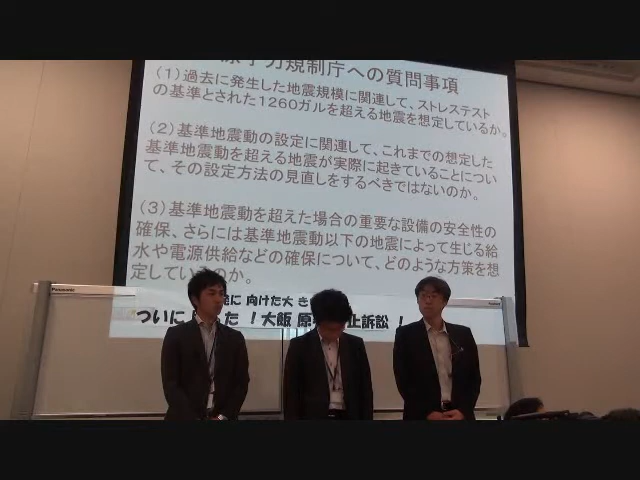 原子力規制庁への質問事項
（１）過去に発生した地震規模に関連して、ストレステスト
の基準とされた１２６０ガルを超える地震を想定しているか。
（２）基準地震動の設定に関連して、これまでの想定した
基準地震動を超える地震が実際に起きていることについ
て、その設定方法の見直しをするべきではないのか。
（３）基準地震動を超えた場合の重要な設備の安全性の
確保、さらには基準地震動以下の地震によって生じる給
水や電源供給などの確保について、どのような方策を想
定しているのか。
に 向けた大 き
ついに った ！大飯 原 止訴訟 ！
Panasonic